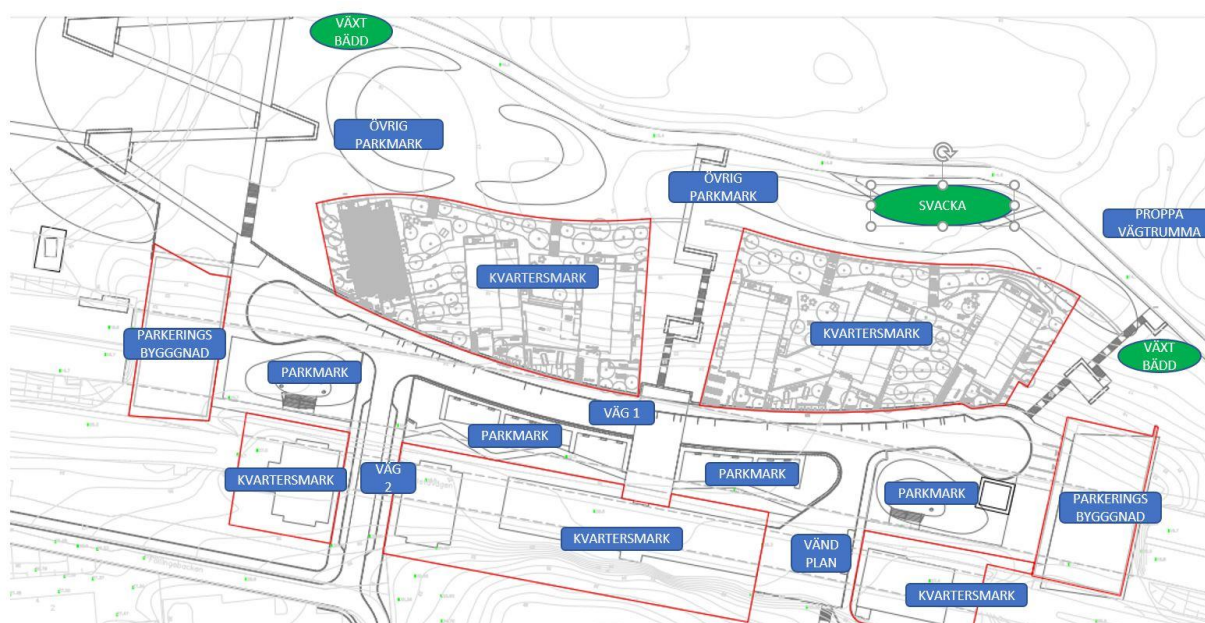 VÄXT
BÄDD
ÖVRIG
PARKMARK
ÖVRIG
PARKMARK
SVACKA
PROPPA
VÄGTRUMMA
KVARTERSMARK
KVARTERSMARK
PARKERINGS
BYGGGNAD
VÄXT
BÄDD
PARKMARK
VÄG 1
PARKMARK
PARKMARK
KVARTERSMARK
VÄG
2
PARKMARK
PARKERINGS
BYGGGNAD
KVARTERSMARK
VÄND
PLAN
KVARTERSMARK